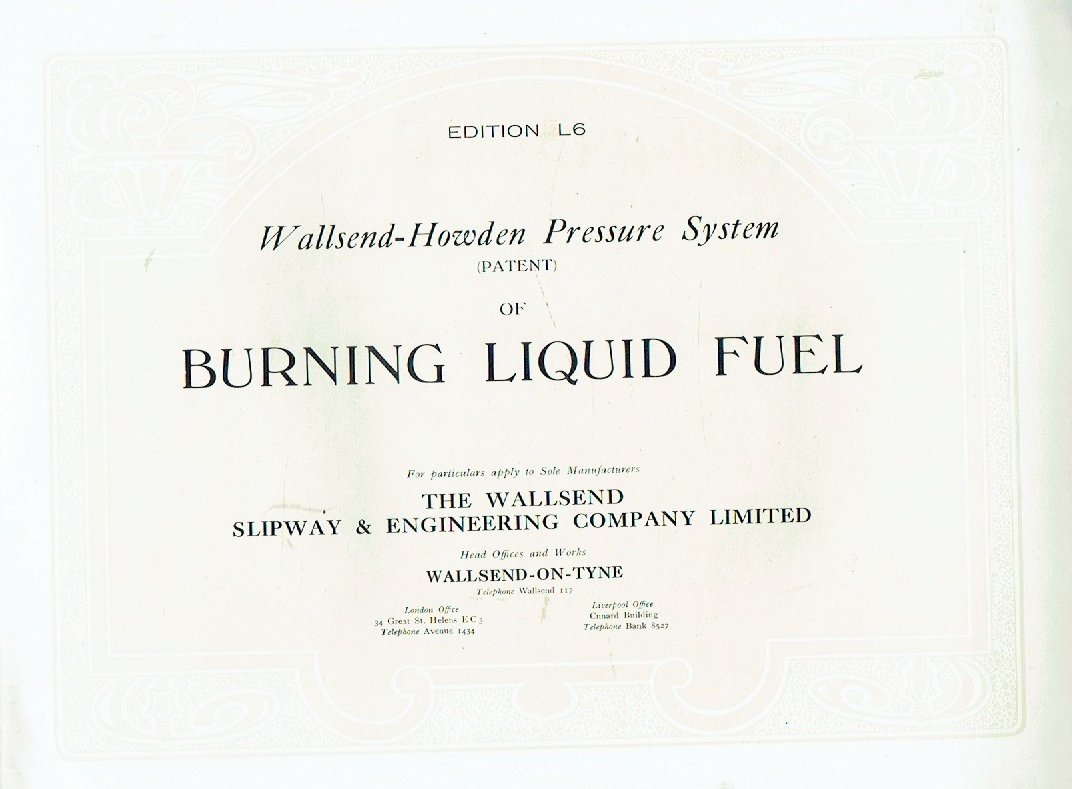 EDITION L6
Wallsend-Howden Pressure System
(PATENT)
OF
BURNING LIQUID FUEL
For particulars apply to Sole Manufacturers
THE WALLSEND
SLIPWAY & ENGINEERING COMPANY LIMITED
Head Offices and Works
WALLSEND-ON-TYNE
Telephone Wallsend 117
London Office
34 Great St. Helens E C 3
Telephone Avenue 1434
Liverpool Office
Cunard Building
Telephone Bank 8527